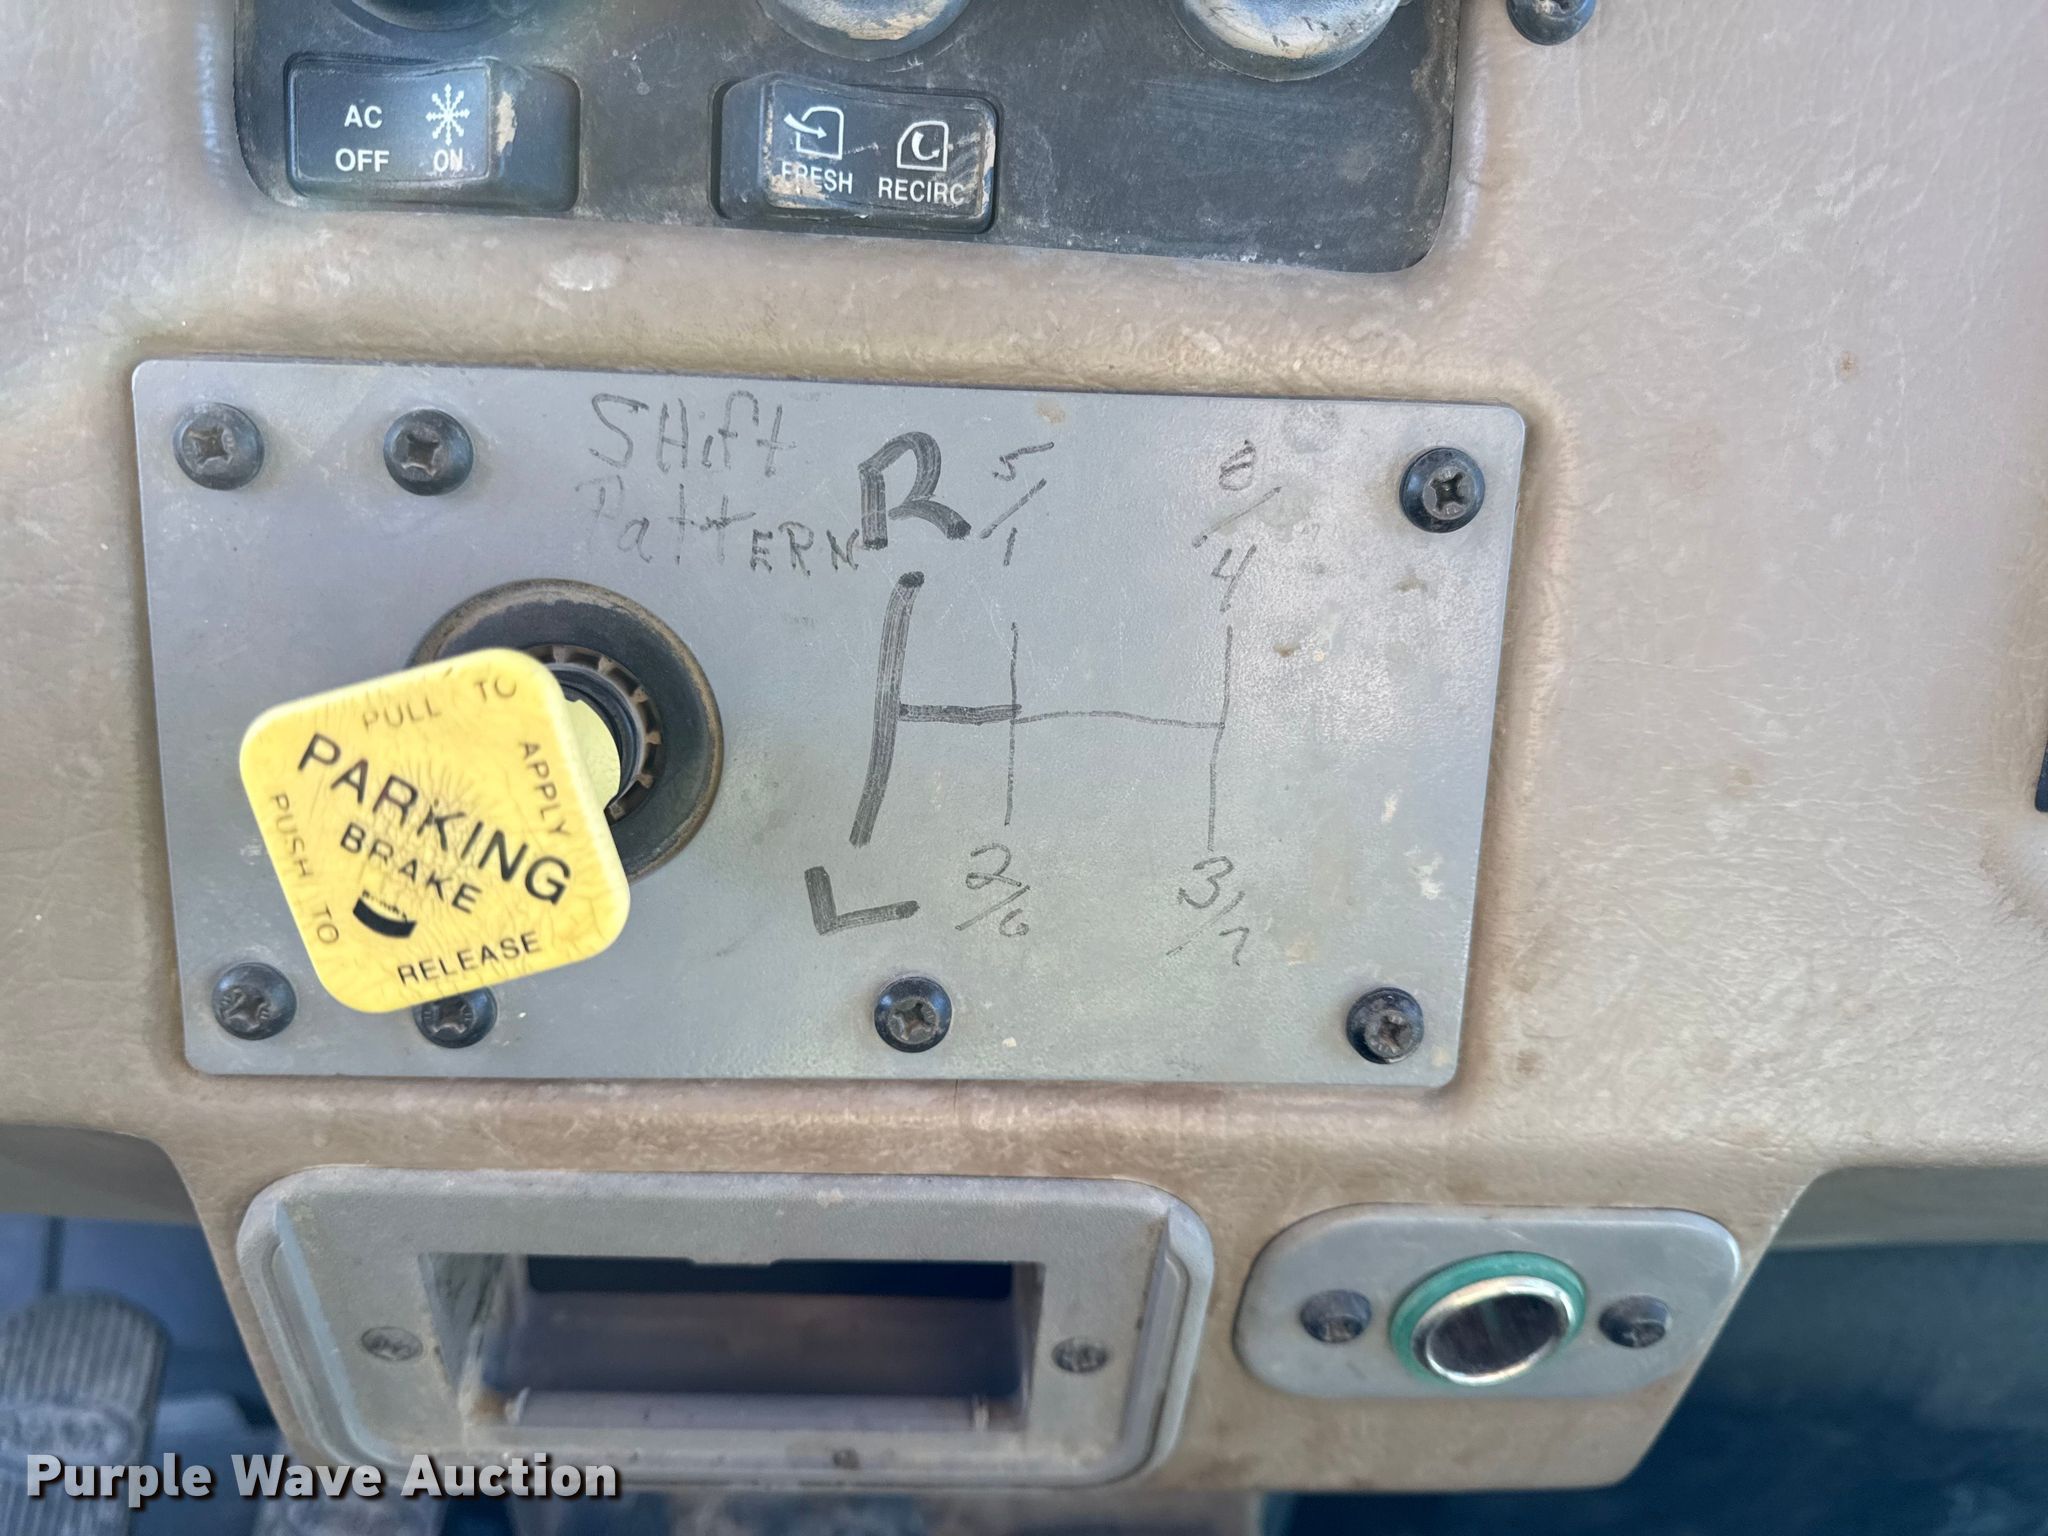 AC
OFF ON
FRESH RECIRC
SHift
PattERN
R 5/1 8/4
L 2/6 3/7
PULL TO APPLY
PARKING
BRAKE
PUSH TO RELEASE
Purple Wave Auction